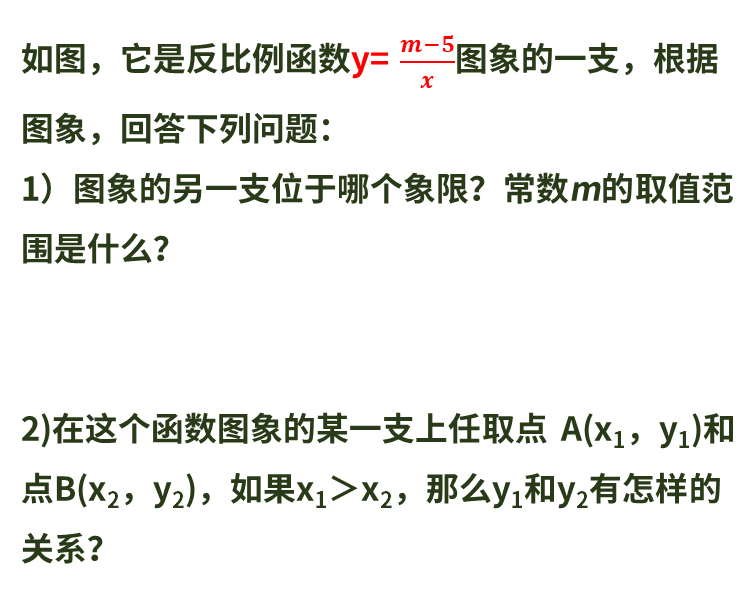 如图，它是反比例函数y= \frac{m-5}{x}图象的一支，根据
图象，回答下列问题：
1）图象的另一支位于哪个象限？常数m的取值范
围是什么？
2)在这个函数图象的某一支上任取点 A(x₁，y₁)和
点B(x₂，y₂)，如果x₁＞x₂，那么y₁和y₂有怎样的
关系？